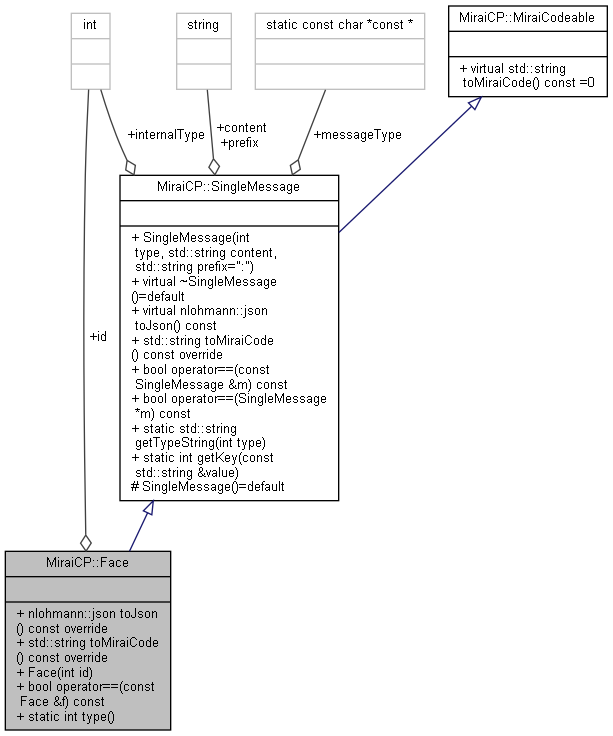 int
string
static const char *const *
MiraiCP::MiraiCodeable
+ virtual std::string
toMiraiCode() const =0
+internalType
+content
+prefix
+messageType
MiraiCP::SingleMessage
+ SingleMessage(int
type, std::string content,
std::string prefix=":")
+ virtual ~SingleMessage
()=default
+ virtual nlohmann::json
toJson() const
+ std::string toMiraiCode
() const override
+ bool operator==(const
SingleMessage &m) const
+ bool operator==(SingleMessage
*m) const
+ static std::string
getTypeString(int type)
+ static int getKey(const
std::string &value)
# SingleMessage()=default
+id
MiraiCP::Face
+ nlohmann::json toJson
() const override
+ std::string toMiraiCode
() const override
+ Face(int id)
+ bool operator==(const
Face &f) const
+ static int type()